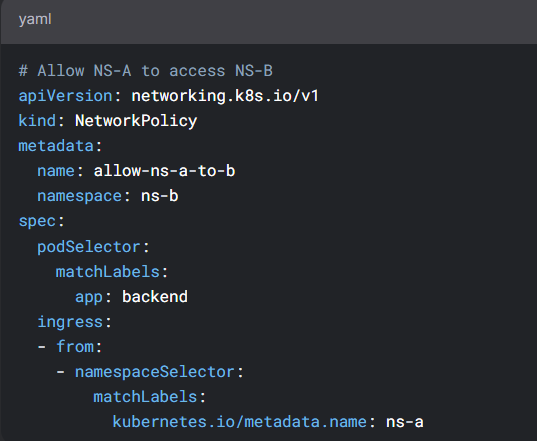 yaml
# Allow NS-A to access NS-B
apiVersion: networking.k8s.io/v1
kind: NetworkPolicy
metadata:
  name: allow-ns-a-to-b
  namespace: ns-b
spec:
  podSelector:
    matchLabels:
      app: backend
  ingress:
  - from:
    - namespaceSelector:
        matchLabels:
          kubernetes.io/metadata.name: ns-a